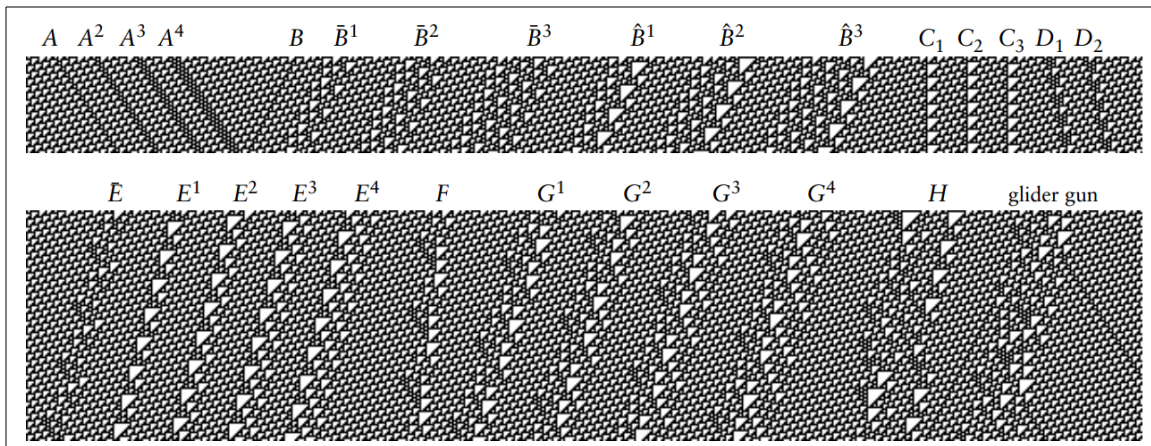 A A² A³ A⁴ B B̄¹ B̄² B̄³ B̂¹ B̂² B̂³ C₁ C₂ C₃ D₁ D₂
Ē E¹ E² E³ E⁴ F G¹ G² G³ G⁴ H glider gun